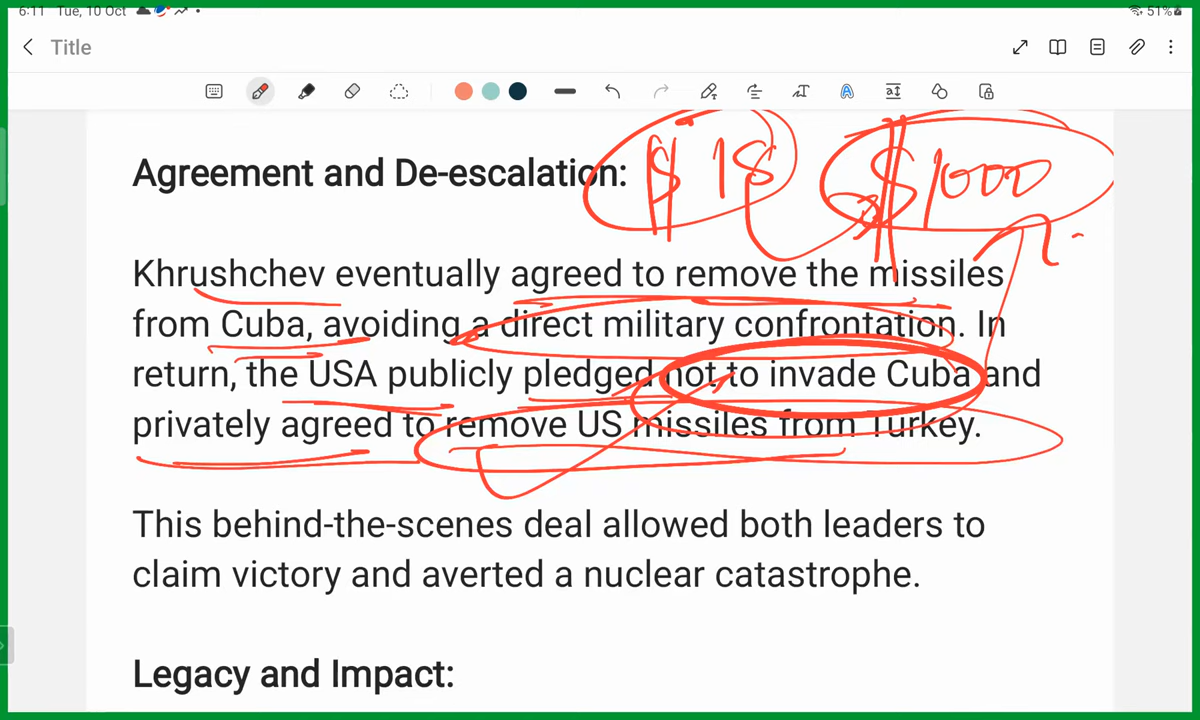 6:11 Tue, 10 Oct
51%
Title
Agreement and De-escalation: $ 18 $1000
Khrushchev eventually agreed to remove the missiles
from Cuba, avoiding a direct military confrontation. In
return, the USA publicly pledged not to invade Cuba and
privately agreed to remove US missiles from Turkey.
This behind-the-scenes deal allowed both leaders to
claim victory and averted a nuclear catastrophe.
Legacy and Impact: